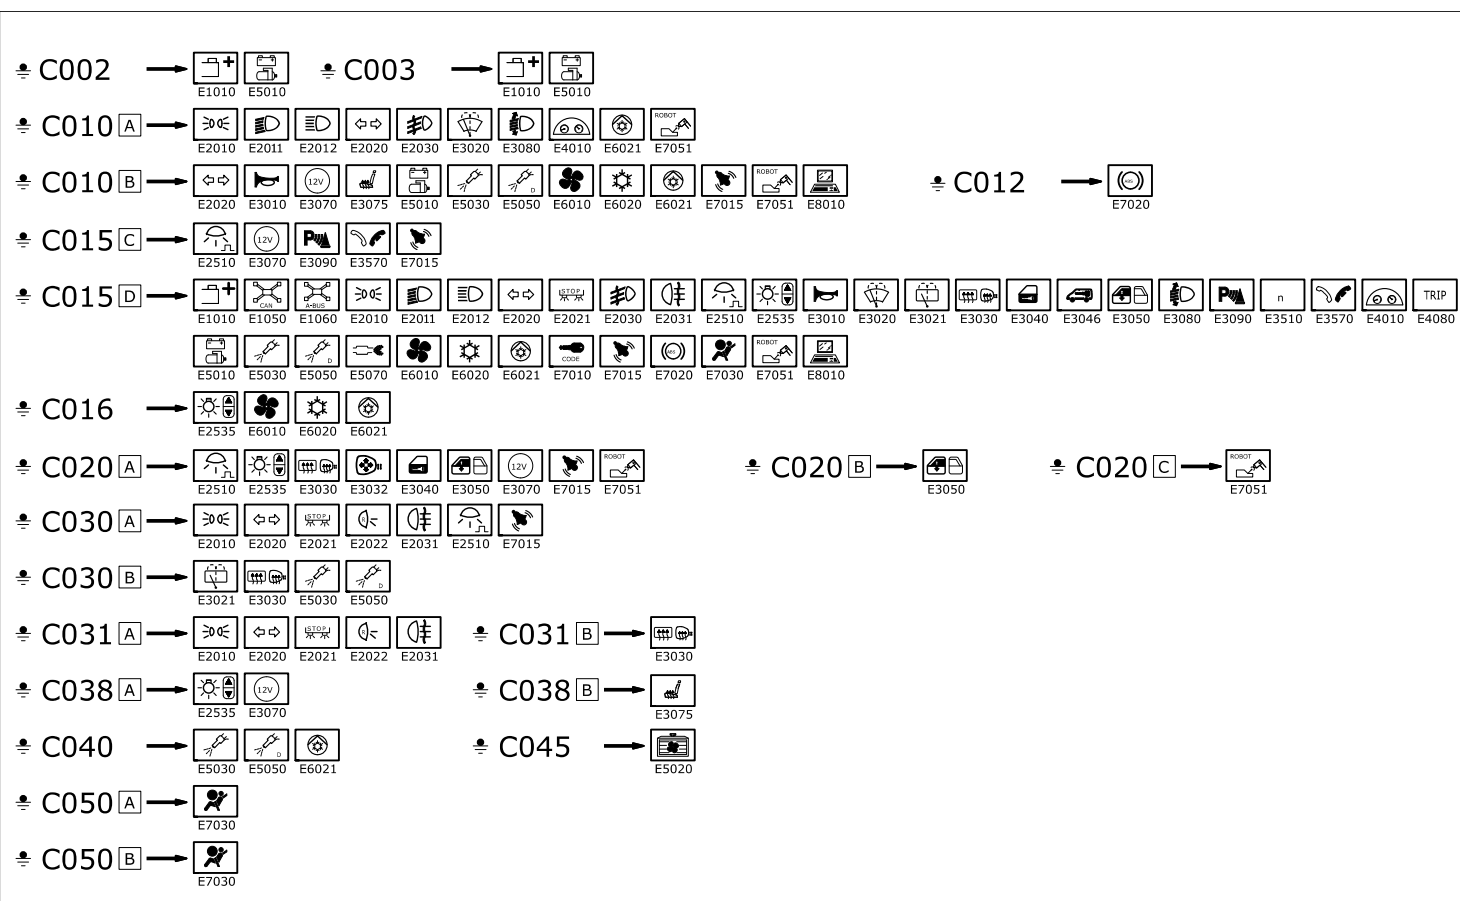 C002 E1010 E5010 C003 E1010 E5010
C010 A ROBOT
E2010 E2011 E2012 E2020 E2030 E3020 E3080 E4010 E6021 E7051
C010 B 12V D ROBOT C012 ABS
E2020 E3010 E3070 E3075 E5010 E5030 E5050 E6010 E6020 E6021 E7015 E7051 E8010 E7020
C015 C 12V P
E2510 E3070 E3090 E3570 E7015
C015 D CAN A-BUS STOP P n TRIP
E1010 E1050 E1060 E2010 E2011 E2012 E2020 E2021 E2030 E2031 E2510 E2535 E3010 E3020 E3021 E3030 E3040 E3046 E3050 E3080 E3090 E3510 E3570 E4010 E4080
D CODE ABS ROBOT
E5010 E5030 E5050 E5070 E6010 E6020 E6021 E7010 E7015 E7020 E7030 E7051 E8010
C016
E2535 E6010 E6020 E6021
C020 A 12V ROBOT C020 B C020 C ROBOT
E2510 E2535 E3030 E3032 E3040 E3050 E3070 E7015 E7051 E3050 E7051
C030 A STOP R
E2010 E2020 E2021 E2022 E2031 E2510 E7015
C030 B D
E3021 E3030 E5030 E5050
C031 A STOP R C031 B
E2010 E2020 E2021 E2022 E2031 E3030
C038 A 12V C038 B
E2535 E3070 E3075
C040 D C045
E5030 E5050 E6021 E5020
C050 A
E7030
C050 B
E7030